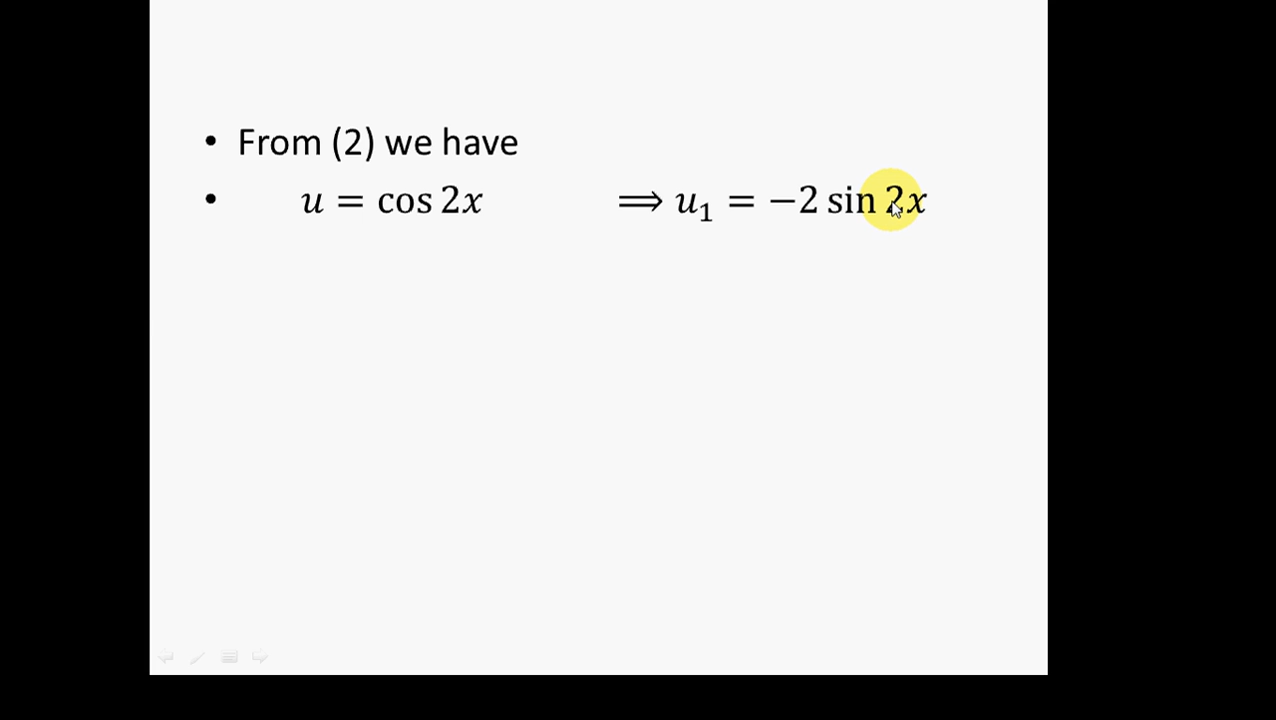 • From (2) we have
• u = cos 2x ⟹ u₁ = −2 sin 2x